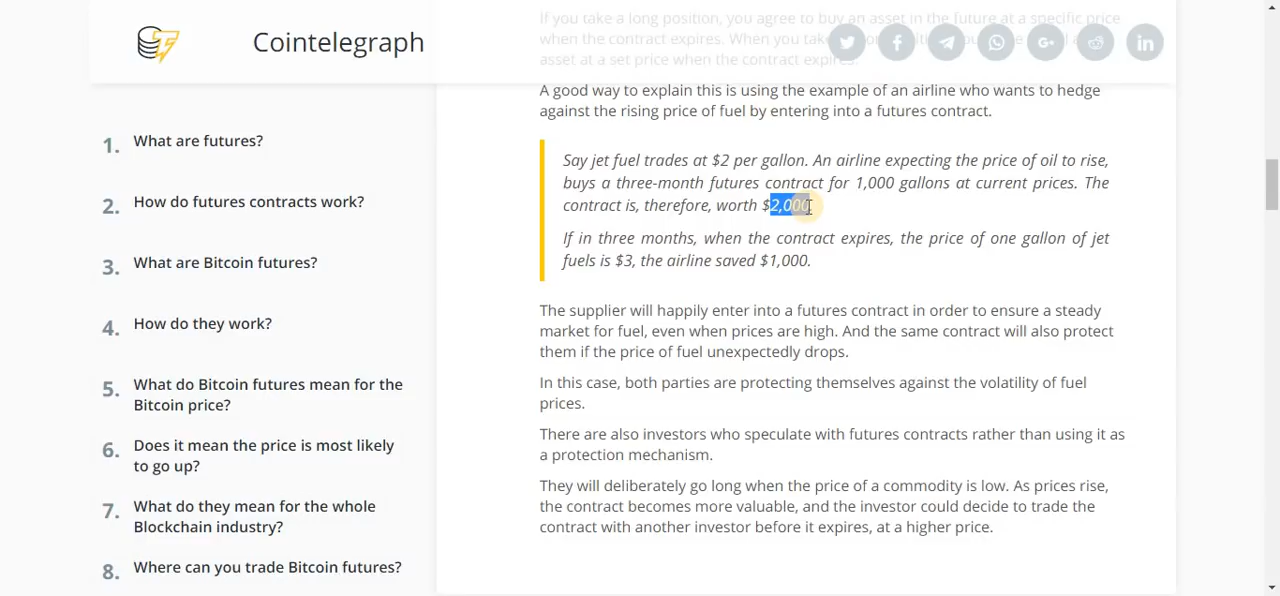 Cointelegraph
1. What are futures?
2. How do futures contracts work?
3. What are Bitcoin futures?
4. How do they work?
5. What do Bitcoin futures mean for the
Bitcoin price?
6. Does it mean the price is most likely
to go up?
7. What do they mean for the whole
Blockchain industry?
8. Where can you trade Bitcoin futures?
If you take a long position, you agree to buy an asset in the future at a specific price
when the contract expires. When you take
asset at a set price when the contract expires.
A good way to explain this is using the example of an airline who wants to hedge
against the rising price of fuel by entering into a futures contract.
Say jet fuel trades at $2 per gallon. An airline expecting the price of oil to rise,
buys a three-month futures contract for 1,000 gallons at current prices. The
contract is, therefore, worth $2,000
If in three months, when the contract expires, the price of one gallon of jet
fuels is $3, the airline saved $1,000.
The supplier will happily enter into a futures contract in order to ensure a steady
market for fuel, even when prices are high. And the same contract will also protect
them if the price of fuel unexpectedly drops.
In this case, both parties are protecting themselves against the volatility of fuel
prices.
There are also investors who speculate with futures contracts rather than using it as
a protection mechanism.
They will deliberately go long when the price of a commodity is low. As prices rise,
the contract becomes more valuable, and the investor could decide to trade the
contract with another investor before it expires, at a higher price.